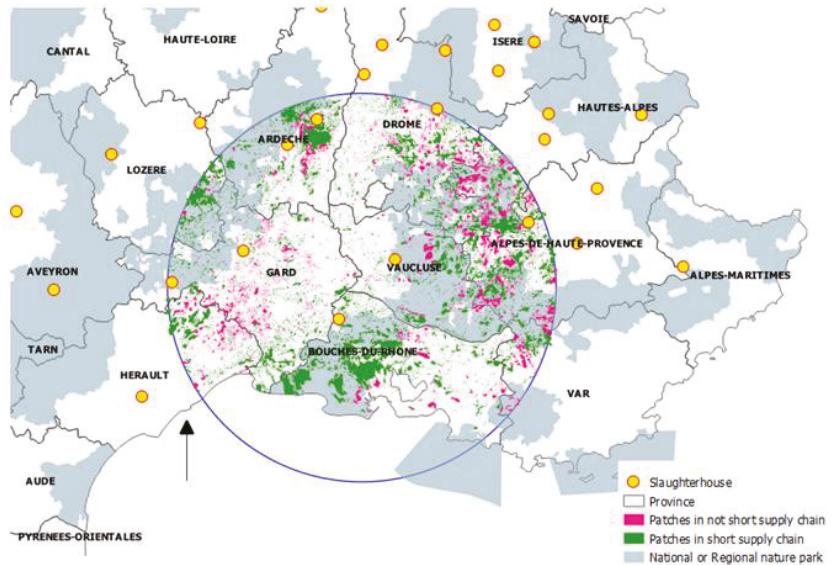 SAVOIE
HAUTE-LOIRE
ISERE
CANTAL
HAUTES-ALPES
DROME
ARDECHE
LOZERE
ALPES-DE-HAUTE-PROVENCE
VAUCLUSE
AVEYRON
GARD
ALPES-MARITIMES
TARN
BOUCHES-DU-RHONE
HERAULT
VAR
AUDE
PYRENEES-ORIENTALES
Slaughterhouse
Province
Patches in not short supply chain
Patches in short supply chain
National or Regional nature park